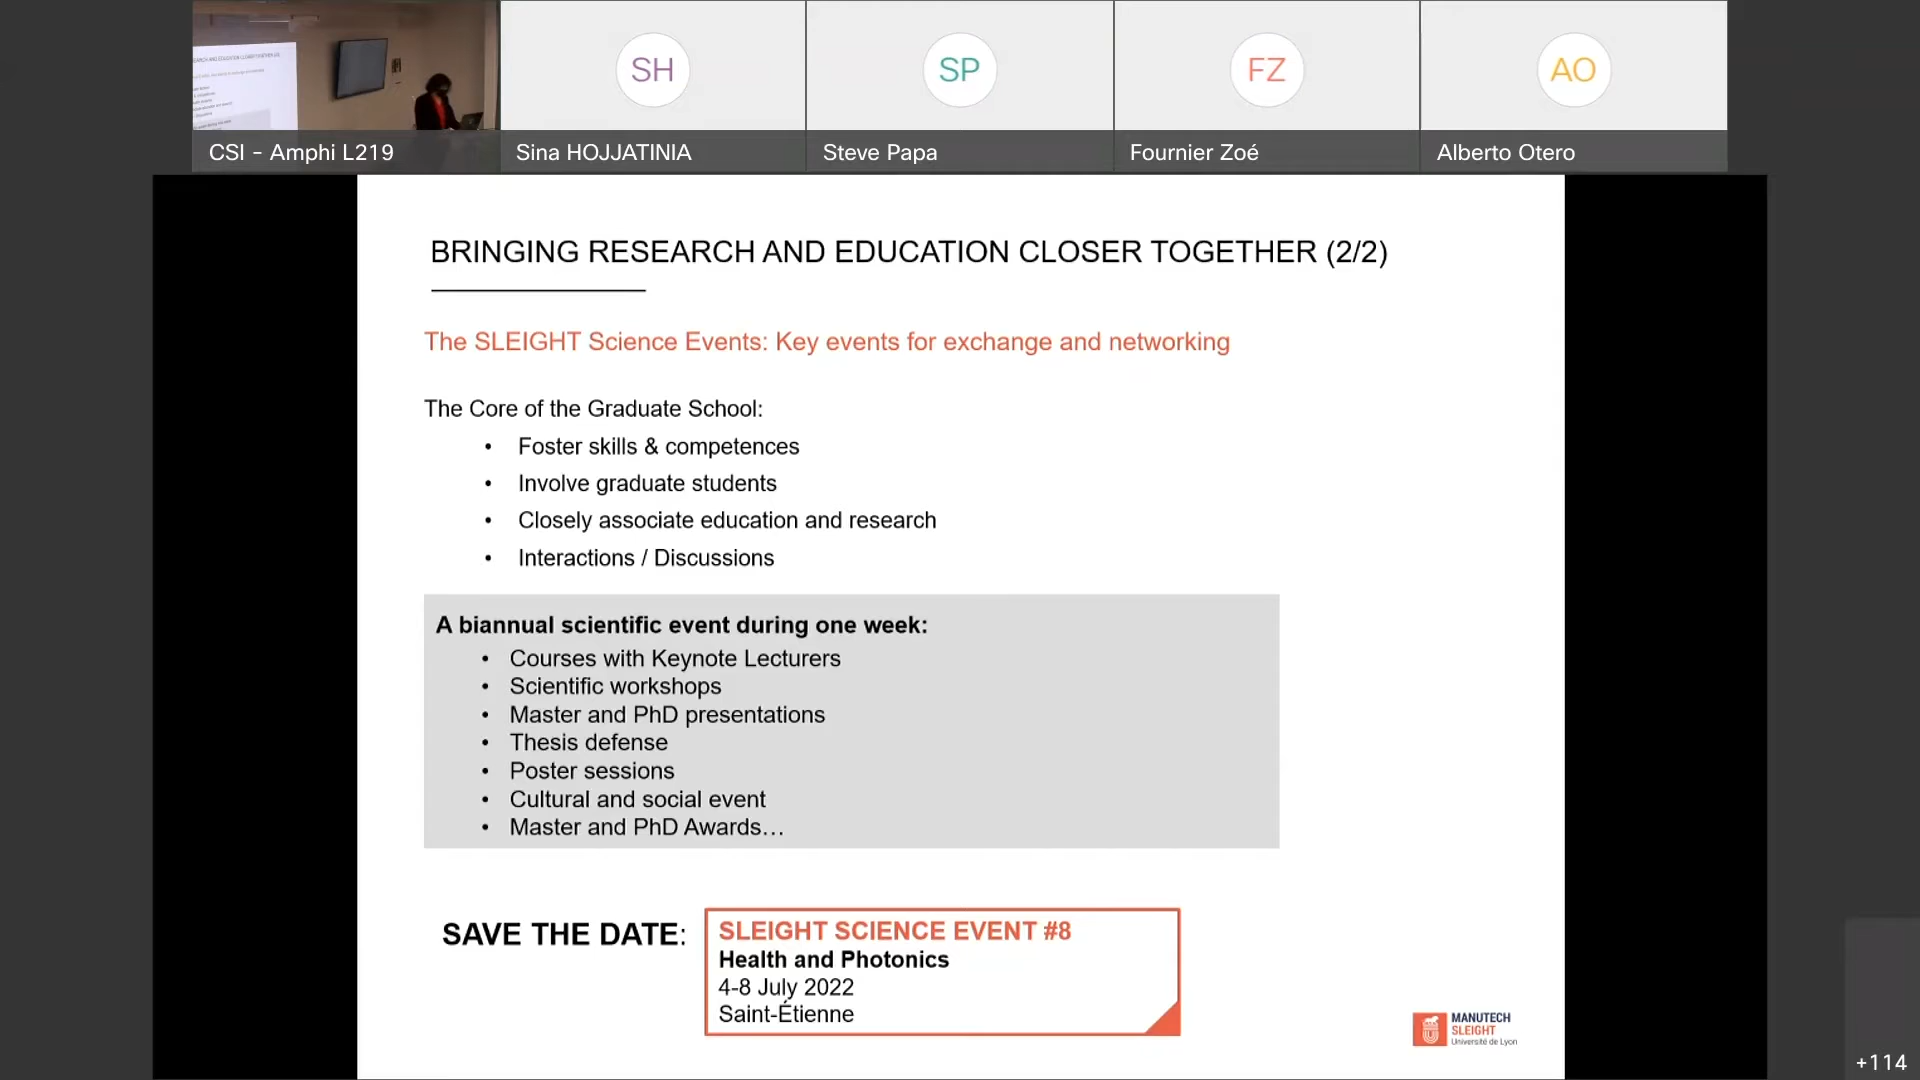 SH
SP
FZ
AO
CSI - Amphi L219
Sina HOJJATINIA
Steve Papa
Fournier Zoé
Alberto Otero
BRINGING RESEARCH AND EDUCATION CLOSER TOGETHER (2/2)
The SLEIGHT Science Events: Key events for exchange and networking
The Core of the Graduate School:
• Foster skills & competences
• Involve graduate students
• Closely associate education and research
• Interactions / Discussions
A biannual scientific event during one week:
• Courses with Keynote Lecturers
• Scientific workshops
• Master and PhD presentations
• Thesis defense
• Poster sessions
• Cultural and social event
• Master and PhD Awards…
SAVE THE DATE:
SLEIGHT SCIENCE EVENT #8
Health and Photonics
4-8 July 2022
Saint-Étienne
MANUTECH
SLEIGHT
Université de Lyon
+114